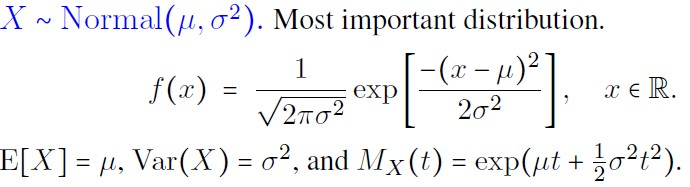 X ~ Normal(μ, σ²). Most important distribution.
f(x) = 1/√(2πσ²) exp[−(x − μ)²/2σ²], x ∈ ℝ.
E[X] = μ, Var(X) = σ², and M_X(t) = exp(μt + ½σ²t²).